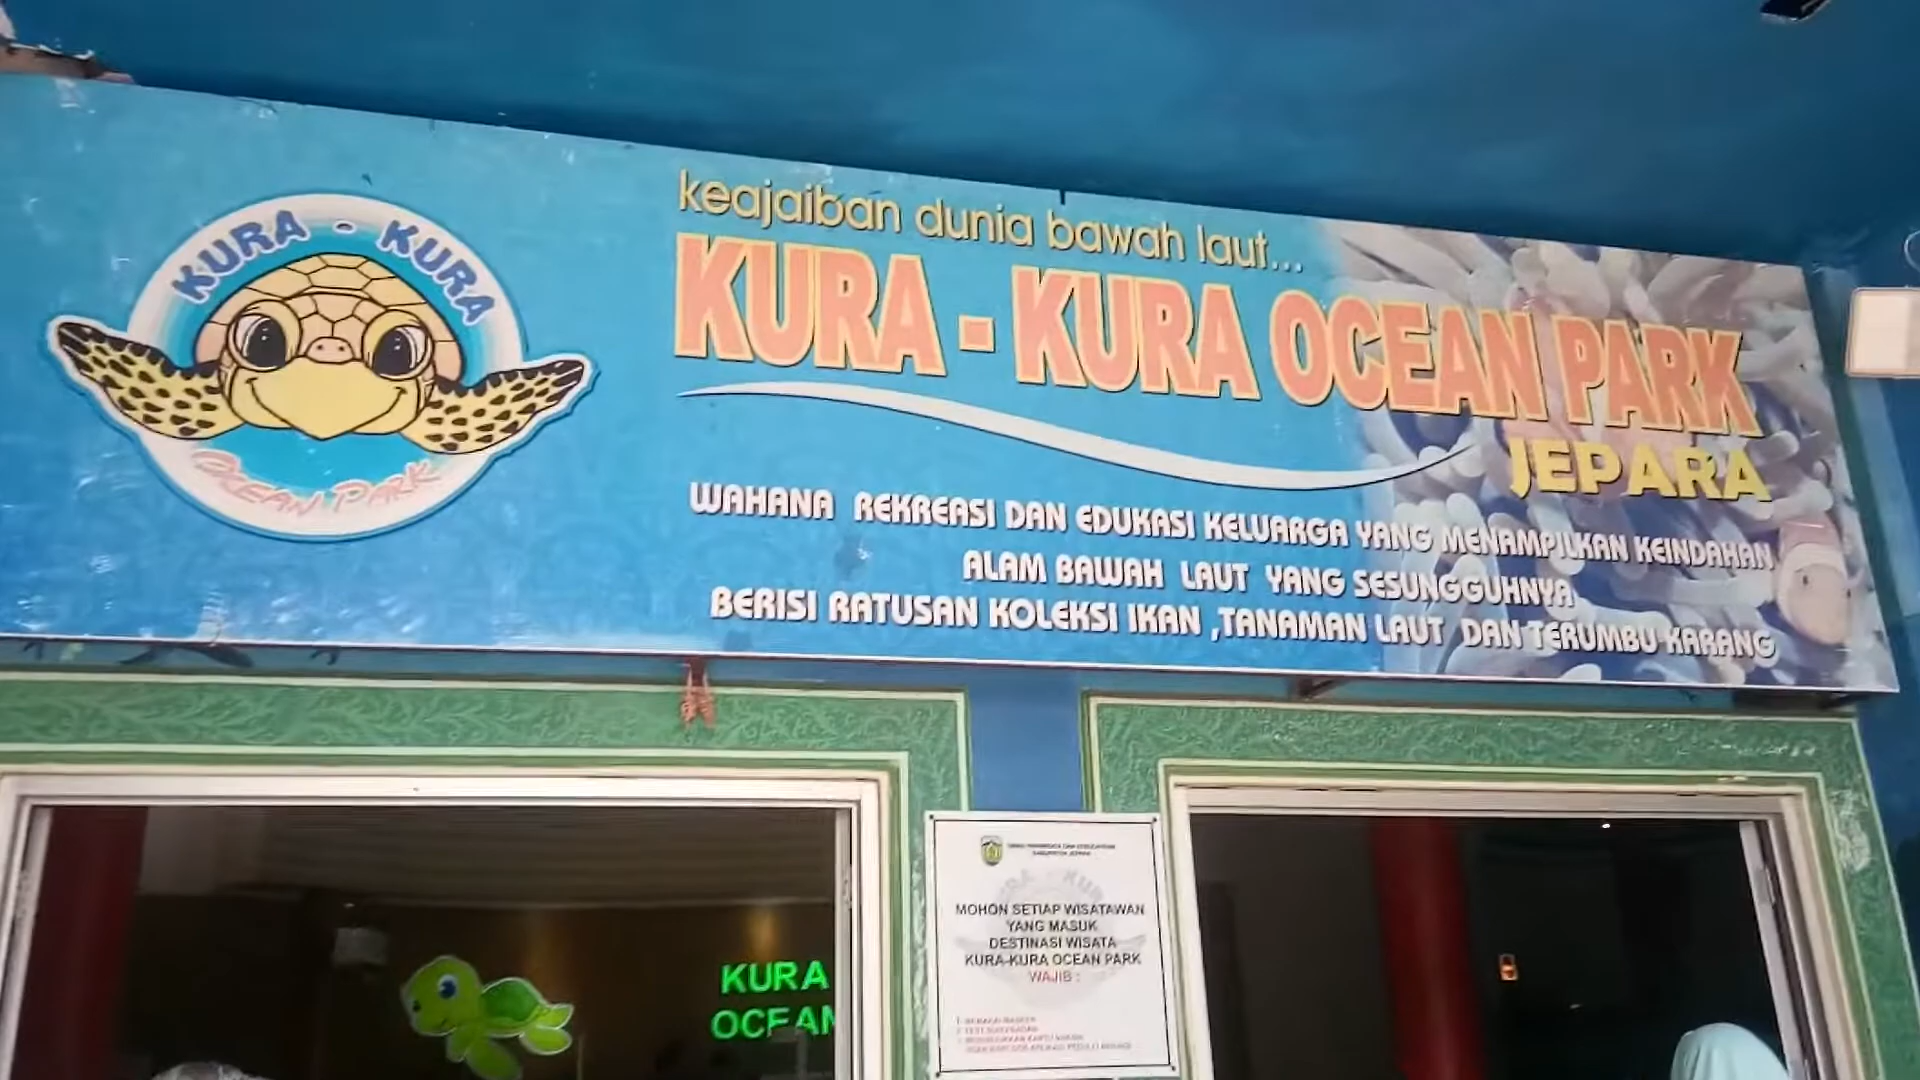 KURA - KURA
OCEAN PARK
keajaiban dunia bawah laut...
KURA - KURA OCEAN PARK
JEPARA
WAHANA REKREASI DAN EDUKASI KELUARGA YANG MENAMPILKAN KEINDAHAN
ALAM BAWAH LAUT YANG SESUNGGUHNYA
BERISI RATUSAN KOLEKSI IKAN ,TANAMAN LAUT DAN TERUMBU KARANG
KURA
OCEAN
MOHON SETIAP WISATAWAN
YANG MASUK
DESTINASI WISATA
KURA-KURA OCEAN PARK
WAJIB :